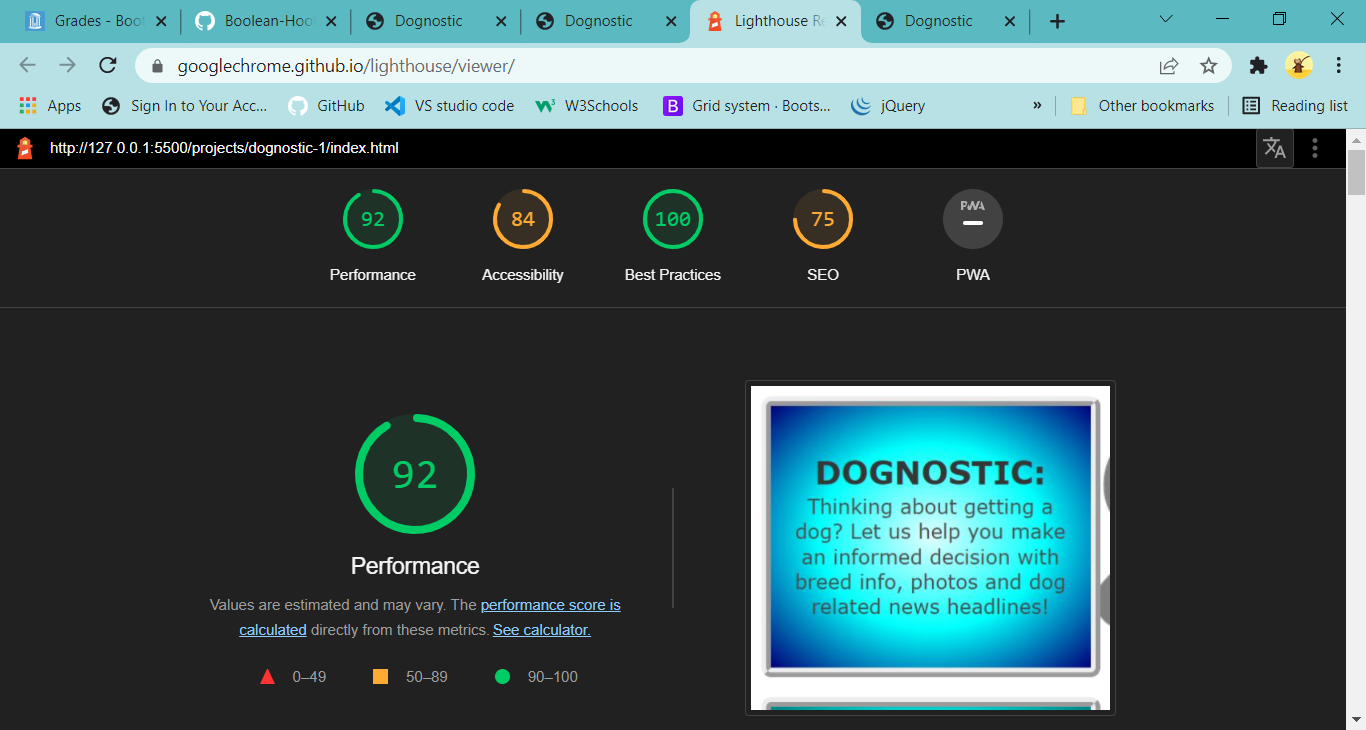 Grades - Boo
Boolean-Hoo
Dognostic
Dognostic
Lighthouse Re
Dognostic
googlechrome.github.io/lighthouse/viewer/
Apps
Sign In to Your Acc...
GitHub
VS studio code
W3Schools
B
Grid system · Boots...
jQuery
»
Other bookmarks
Reading list
http://127.0.0.1:5500/projects/dognostic-1/index.html
92
84
100
75
PWA
Performance
Accessibility
Best Practices
SEO
PWA
92
Performance
Values are estimated and may vary. The performance score is
calculated directly from these metrics. See calculator.
0–49
50–89
90–100
DOGNOSTIC:
Thinking about getting a
dog? Let us help you make
an informed decision with
breed info, photos and dog
related news headlines!